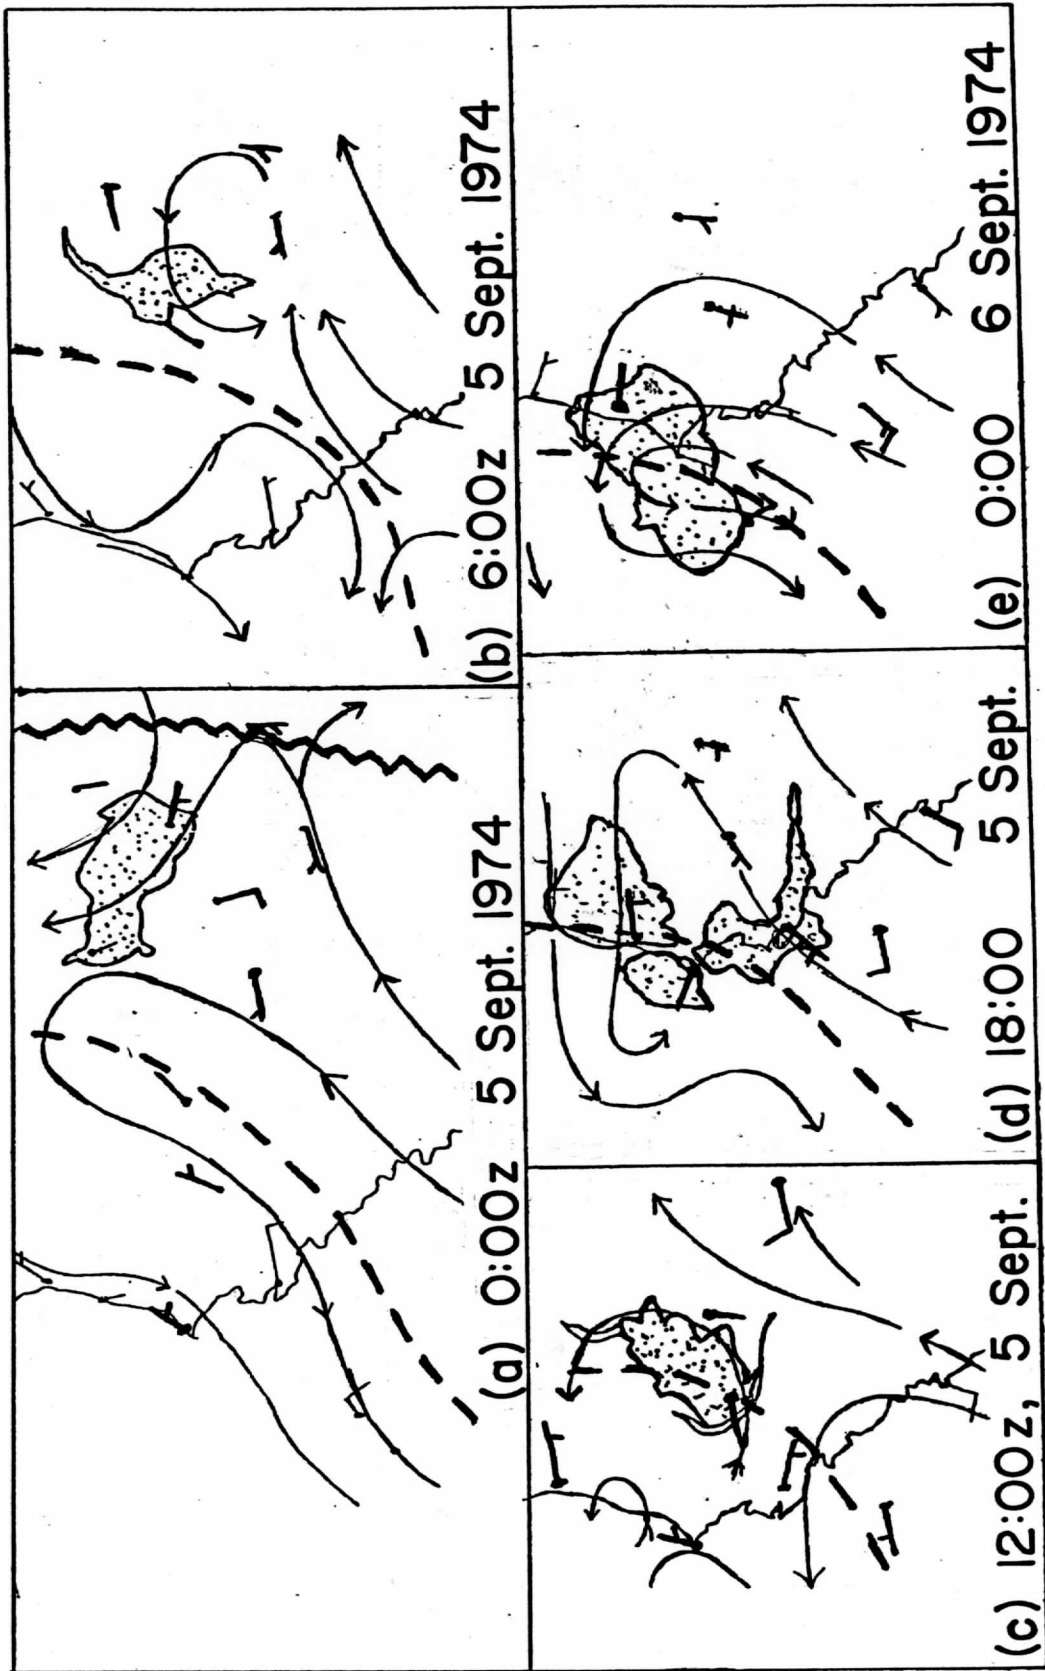 (a) 0:00z 5 Sept. 1974
(b) 6:00z 5 Sept. 1974
(c) 12:00z, 5 Sept.
(d) 18:00 5 Sept.
(e) 0:00 6 Sept. 1974